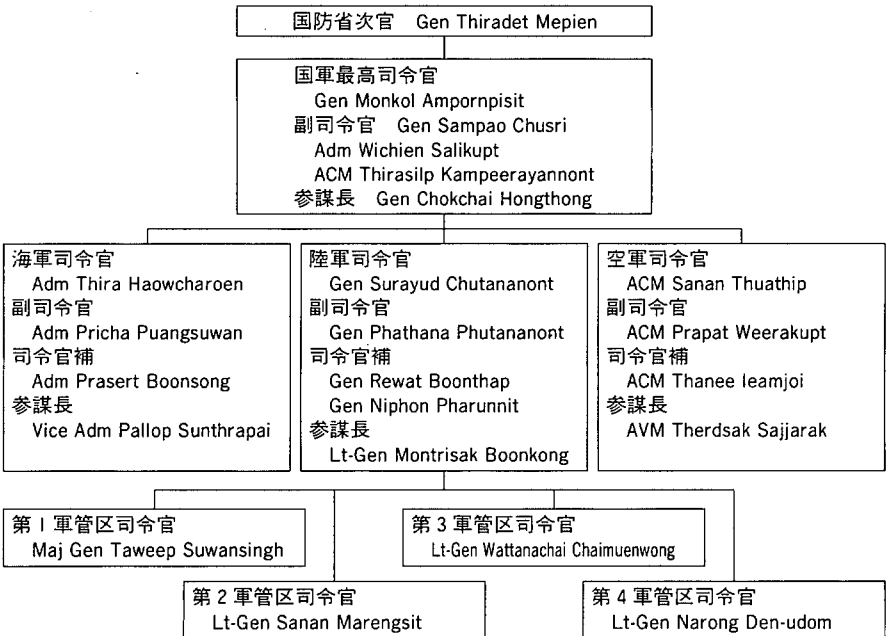 国防省次官　Gen Thiradet Mepien
国軍最高司令官
Gen Monkol Ampornpisit
副司令官　Gen Sampao Chusri
Adm Wichien Salikupt
ACM Thirasilp Kampeerayannont
参謀長　Gen Chokchai Hongthong
海軍司令官
Adm Thira Haowcharoen
副司令官
Adm Pricha Puangsuwan
司令官補
Adm Prasert Boonsong
参謀長
Vice Adm Pallop Sunthrapai
陸軍司令官
Gen Surayud Chutananont
副司令官
Gen Phathana Phutananont
司令官補
Gen Rewat Boonthap
Gen Niphon Pharunnit
参謀長
Lt-Gen Montrisak Boonkong
空軍司令官
ACM Sanan Thuathip
副司令官
ACM Prapat Weerakupt
司令官補
ACM Thanee Ieamjoi
参謀長
AVM Therdsak Sajjarak
第1軍管区司令官
Maj Gen Taweep Suwansingh
第3軍管区司令官
Lt-Gen Wattanachai Chaimuenwong
第2軍管区司令官
Lt-Gen Sanan Marengsit
第4軍管区司令官
Lt-Gen Narong Den-udom